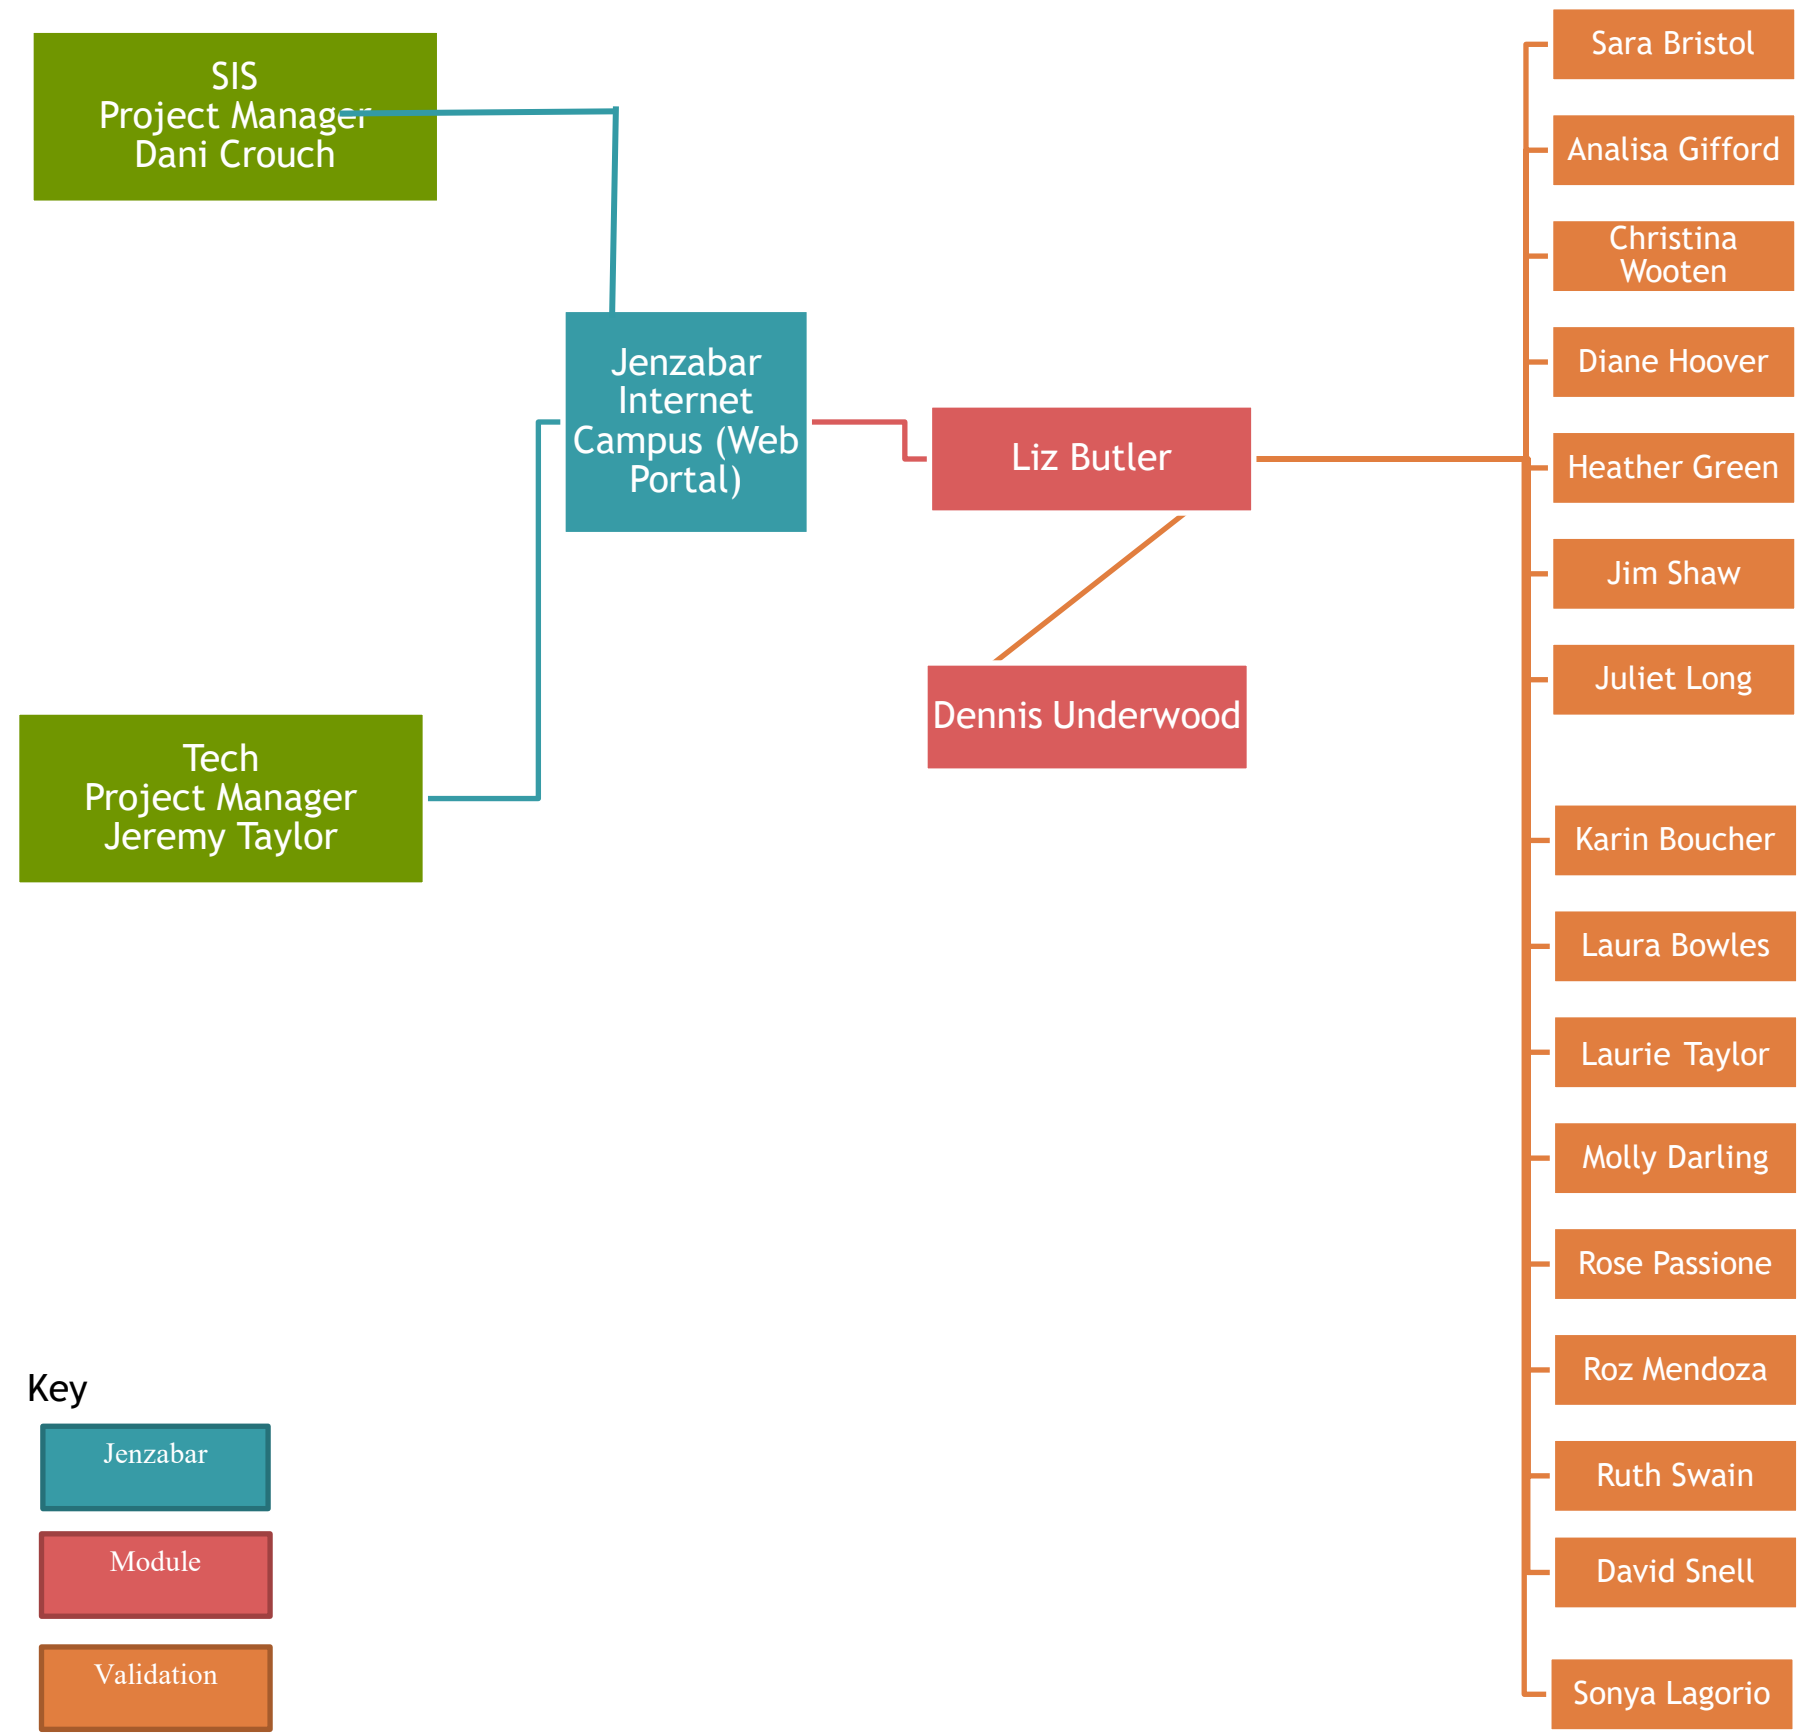 SIS
Project Manager
Dani Crouch
Tech
Project Manager
Jeremy Taylor
Jenzabar
Internet
Campus (Web
Portal)
Liz Butler
Dennis Underwood
Sara Bristol
Analisa Gifford
Christina
Wooten
Diane Hoover
Heather Green
Jim Shaw
Juliet Long
Karin Boucher
Laura Bowles
Laurie Taylor
Molly Darling
Rose Passione
Roz Mendoza
Ruth Swain
David Snell
Sonya Lagorio
Key
Jenzabar
Module
Validation